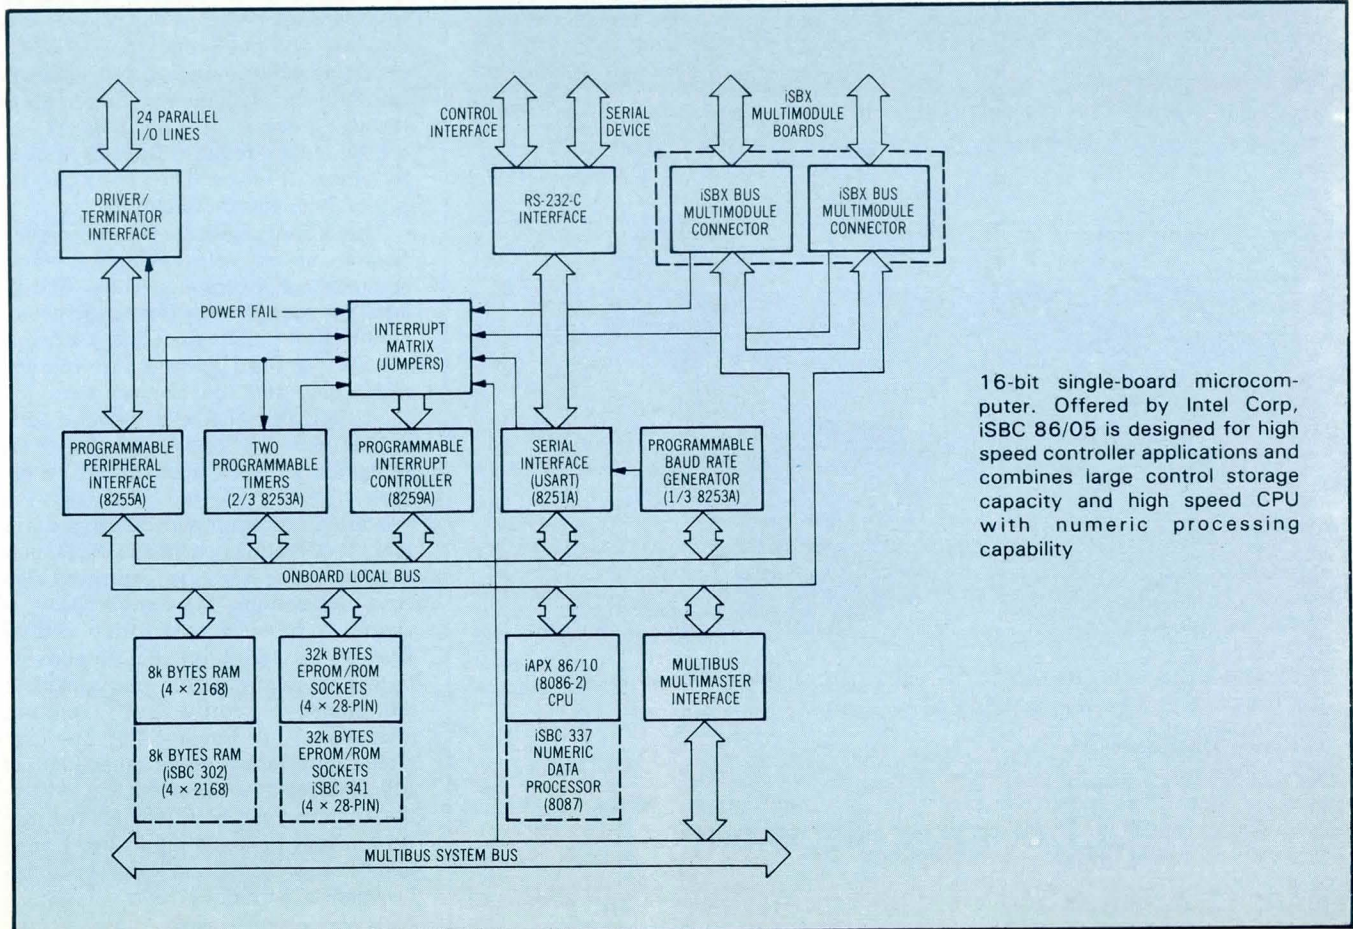 24 PARALLEL
I/O LINES
CONTROL
INTERFACE
SERIAL
DEVICE
iSBX
MULTIMODULE
BOARDS
DRIVER/
TERMINATOR
INTERFACE
RS-232-C
INTERFACE
iSBX BUS
MULTIMODULE
CONNECTOR
iSBX BUS
MULTIMODULE
CONNECTOR
POWER FAIL
INTERRUPT
MATRIX
(JUMPERS)
PROGRAMMABLE
PERIPHERAL
INTERFACE
(8255A)
TWO
PROGRAMMABLE
TIMERS
(2/3 8253A)
PROGRAMMABLE
INTERRUPT
CONTROLLER
(8259A)
SERIAL
INTERFACE
(USART)
(8251A)
PROGRAMMABLE
BAUD RATE
GENERATOR
(1/3 8253A)
ONBOARD LOCAL BUS
8k BYTES RAM
(4 × 2168)
32k BYTES
EPROM/ROM
SOCKETS
(4 × 28-PIN)
iAPX 86/10
(8086-2)
CPU
MULTIBUS
MULTIMASTER
INTERFACE
8k BYTES RAM
(iSBC 302)
(4 × 2168)
32k BYTES
EPROM/ROM
SOCKETS
iSBC 341
(4 × 28-PIN)
iSBC 337
NUMERIC
DATA
PROCESSOR
(8087)
MULTIBUS SYSTEM BUS
16-bit single-board microcom-
puter. Offered by Intel Corp,
iSBC 86/05 is designed for high
speed controller applications and
combines large control storage
capacity and high speed CPU
with numeric processing
capability